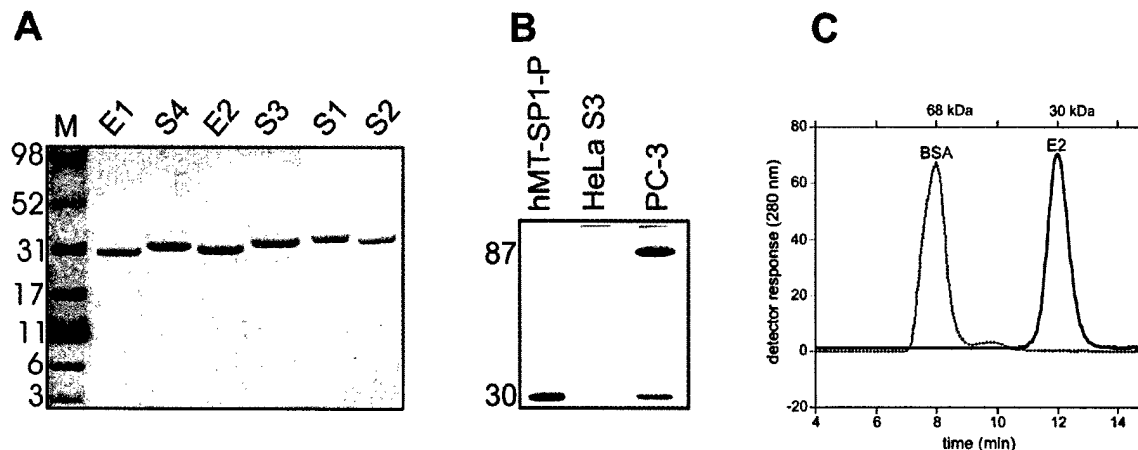 A
M E1 S4 E2 S3 S1 S2
98
52
31
17
11
6
3
B
hMT-SP1-P
HeLa S3
PC-3
87
30
C
68 kDa 30 kDa
80
60
40
20
0
-20
detector response (280 nm)
BSA
E2
4 6 8 10 12 14
time (min)